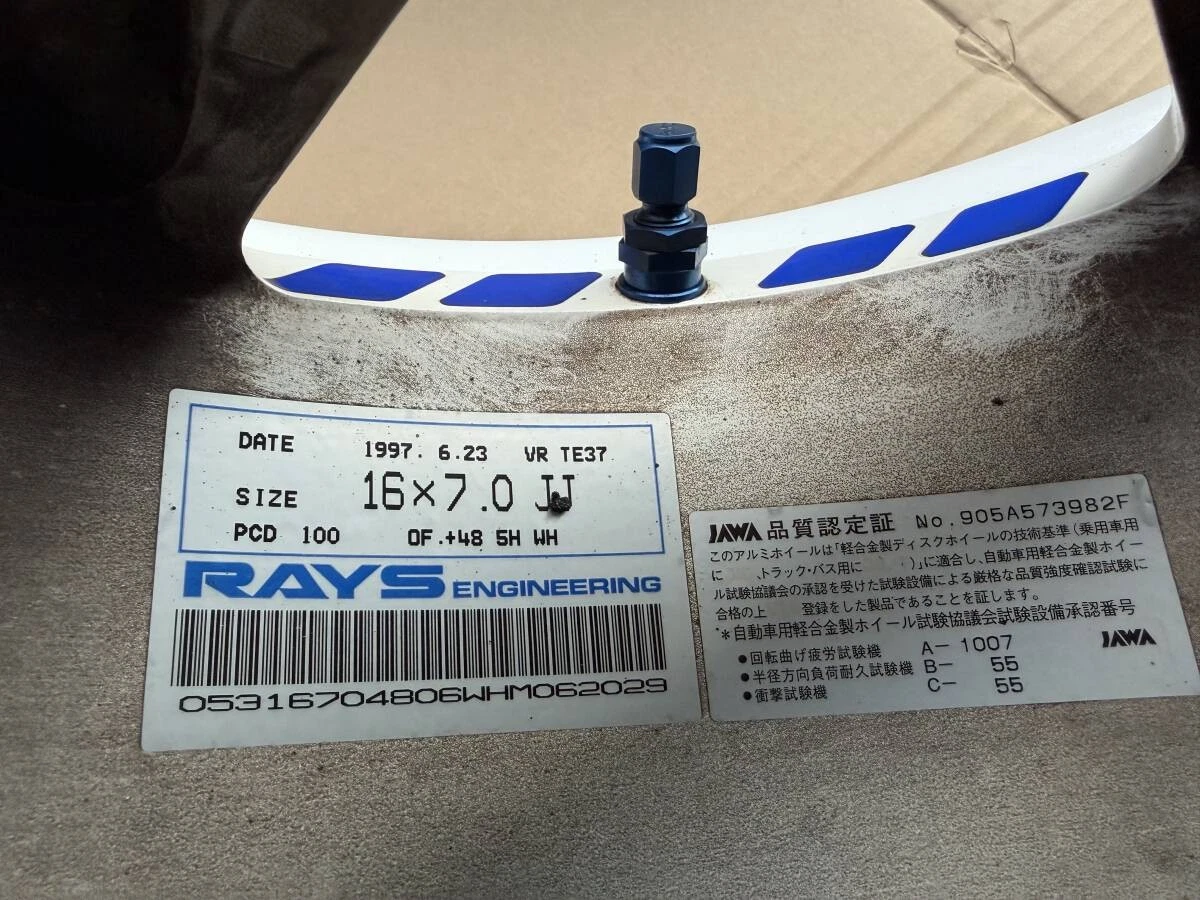 DATE 1997. 6.23 VR TE37
SIZE 16×7.0 JJ
PCD 100 OF.+48 5H WH
RAYS ENGINEERING
05316704806WHM062029
JAWA 品質認定証 No.905A573982F
このアルミホイールは「軽合金製ディスクホイールの技術基準(乗用車用
に トラック・バス用に )」に適合し、自動車用軽合金製ホイー
ル試験協議会の承認を受けた試験設備による厳格な品質強度確認試験に
合格の上 登録をした製品であることを証します。
*自動車用軽合金製ホイール試験協議会試験設備承認番号
●回転曲げ疲労試験機 A- 1007
●半径方向負荷耐久試験機 B- 55
●衝撃試験機 C- 55
JAWA